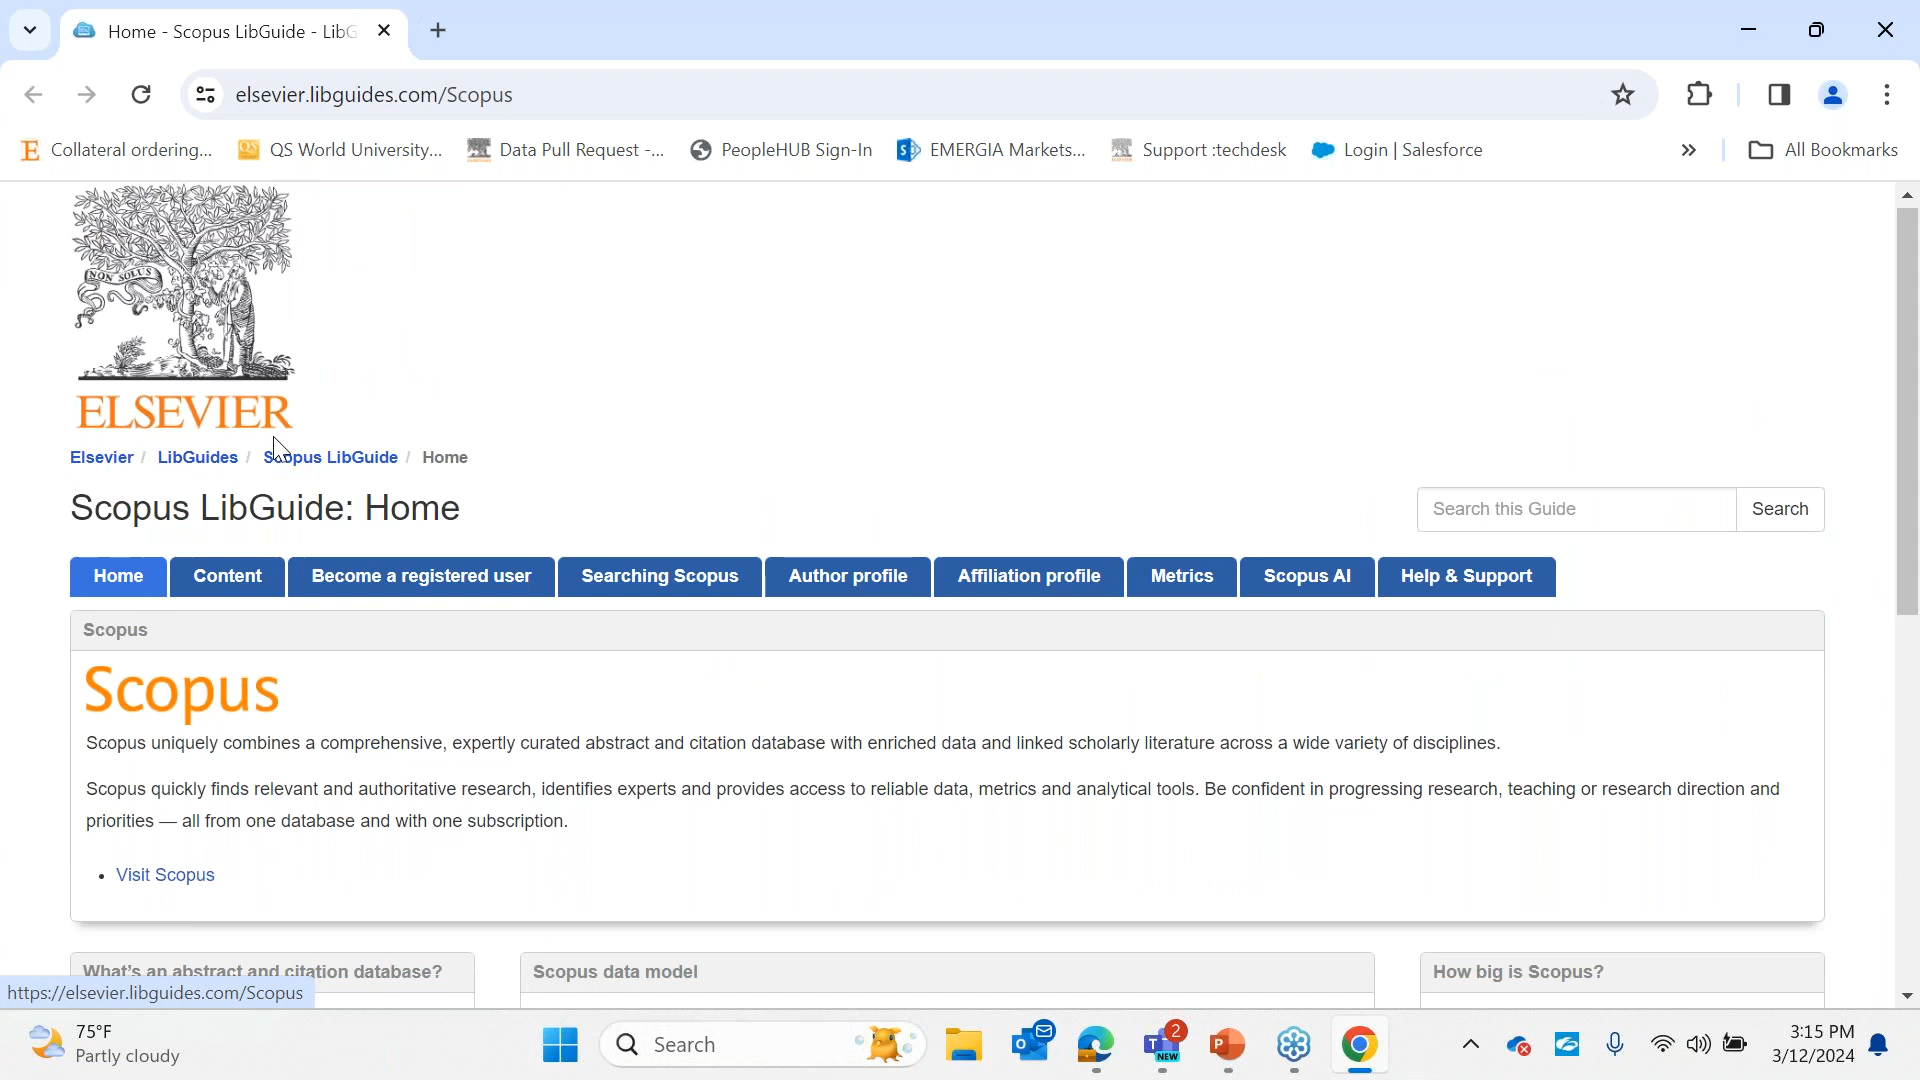 Home - Scopus LibGuide - LibG
elsevier.libguides.com/Scopus
Collateral ordering... QS World University... Data Pull Request -... PeopleHUB Sign-In EMERGIA Markets... Support :techdesk Login | Salesforce » All Bookmarks
NON SOLUS
ELSEVIER
Elsevier / LibGuides / Scopus LibGuide / Home
Scopus LibGuide: Home
Search this Guide Search
Home Content Become a registered user Searching Scopus Author profile Affiliation profile Metrics Scopus AI Help & Support
Scopus
Scopus
Scopus uniquely combines a comprehensive, expertly curated abstract and citation database with enriched data and linked scholarly literature across a wide variety of disciplines.
Scopus quickly finds relevant and authoritative research, identifies experts and provides access to reliable data, metrics and analytical tools. Be confident in progressing research, teaching or research direction and
priorities — all from one database and with one subscription.
• Visit Scopus
What's an abstract and citation database? Scopus data model How big is Scopus?
https://elsevier.libguides.com/Scopus
75°F
Partly cloudy
Search
2
NEW
3:15 PM
3/12/2024